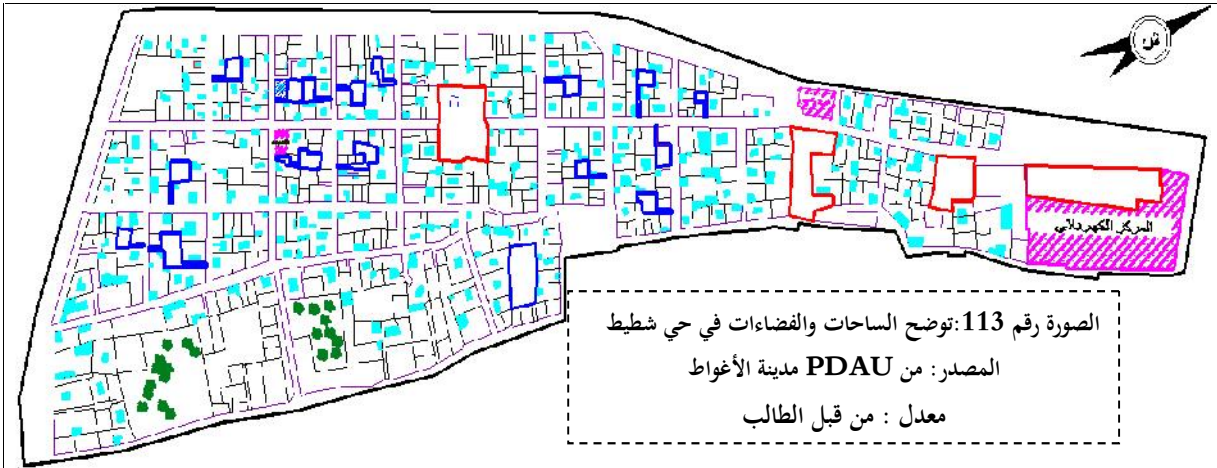 المركز الكهربائي
الصورة رقم 113:توضح الساحات والفضاءات في حي شطيط
المصدر: من PDAU مدينة الأغواط
معدل : من قبل الطالب